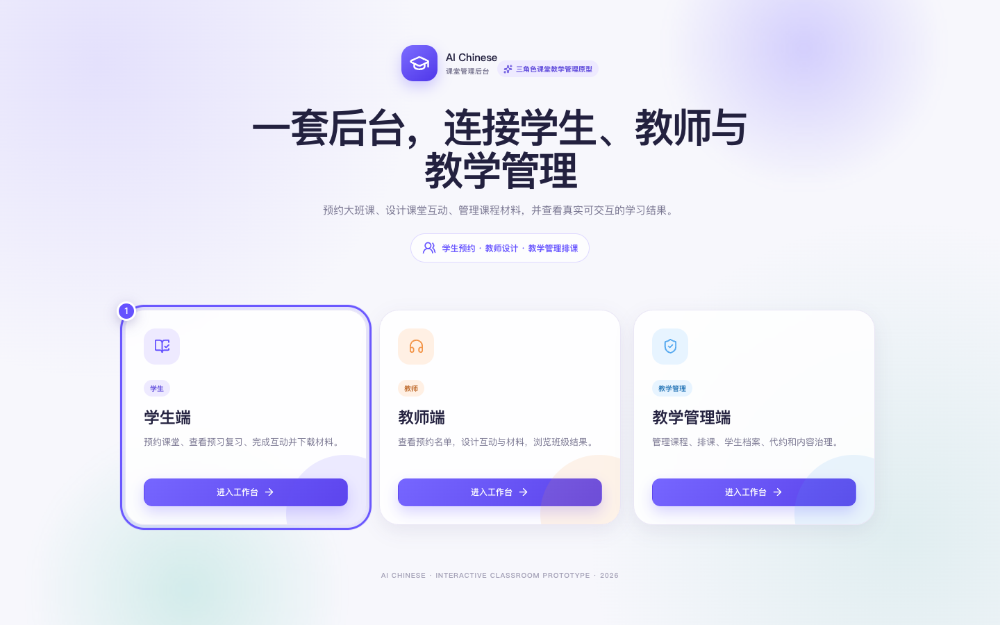 AI Chinese
课堂管理后台
三角色课堂教学管理原型
一套后台，连接学生、教师与
教学管理
预约大班课、设计课堂互动、管理课程材料，并查看真实可交互的学习结果。
学生预约 · 教师设计 · 教学管理排课
1
学生
学生端
预约课堂、查看预习复习、完成互动并下载材料。
进入工作台
教师
教师端
查看预约名单，设计互动与材料，浏览班级结果。
进入工作台
教学管理
教学管理端
管理课程、排课、学生档案、代约和内容治理。
进入工作台
AI CHINESE · INTERACTIVE CLASSROOM PROTOTYPE · 2026